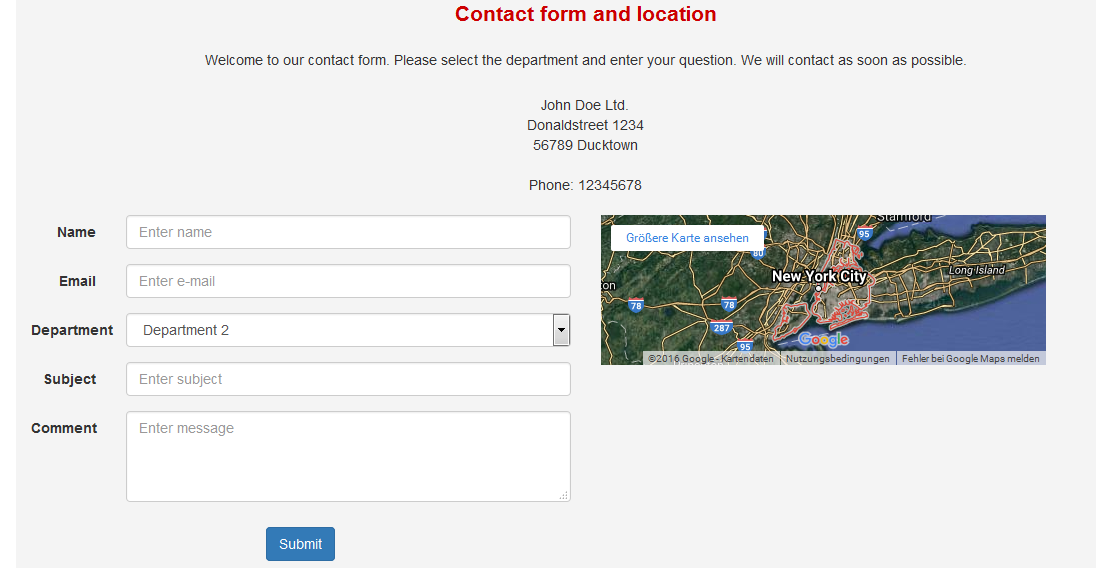 Contact form and location
Welcome to our contact form. Please select the department and enter your question. We will contact as soon as possible.
John Doe Ltd.
Donaldstreet 1234
56789 Ducktown
Phone: 12345678
Name
Enter name
Email
Enter e-mail
Department
Department 2
Subject
Enter subject
Comment
Enter message
Submit
Stamford
Größere Karte ansehen
95
80
New York City
Long Island
on
78
78
287
95
Google
©2016 Google - Kartendaten
Nutzungsbedingungen
Fehler bei Google Maps melden